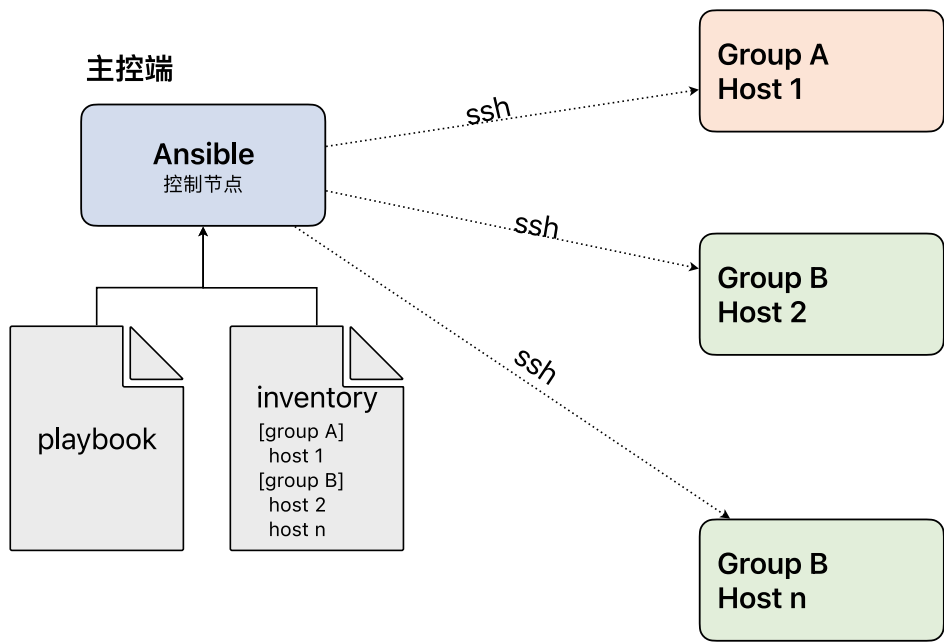 主控端
Ansible
控制节点
ssh
Group A
Host 1
ssh
Group B
Host 2
ssh
Group B
Host n
playbook
inventory
[group A]
host 1
[group B]
host 2
host n